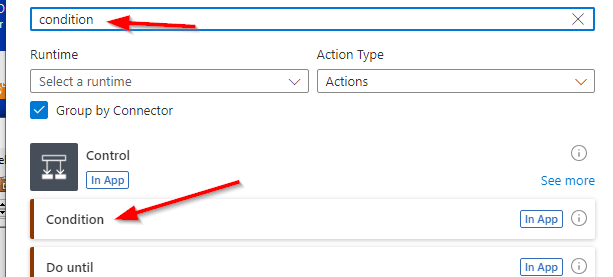 condition
Runtime
Action Type
Select a runtime
Actions
Group by Connector
Control
In App
See more
Condition
In App
Do until
In App